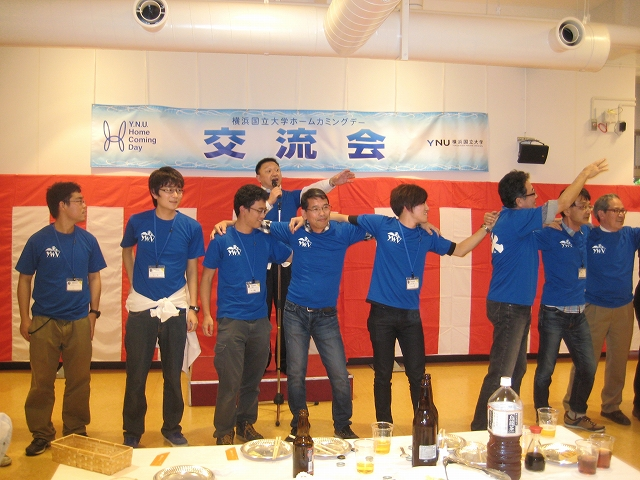 横浜国立大学ホームカミングデー
Y.N.U.
Home
Coming
Day
交流会
YNU 横浜国立大学